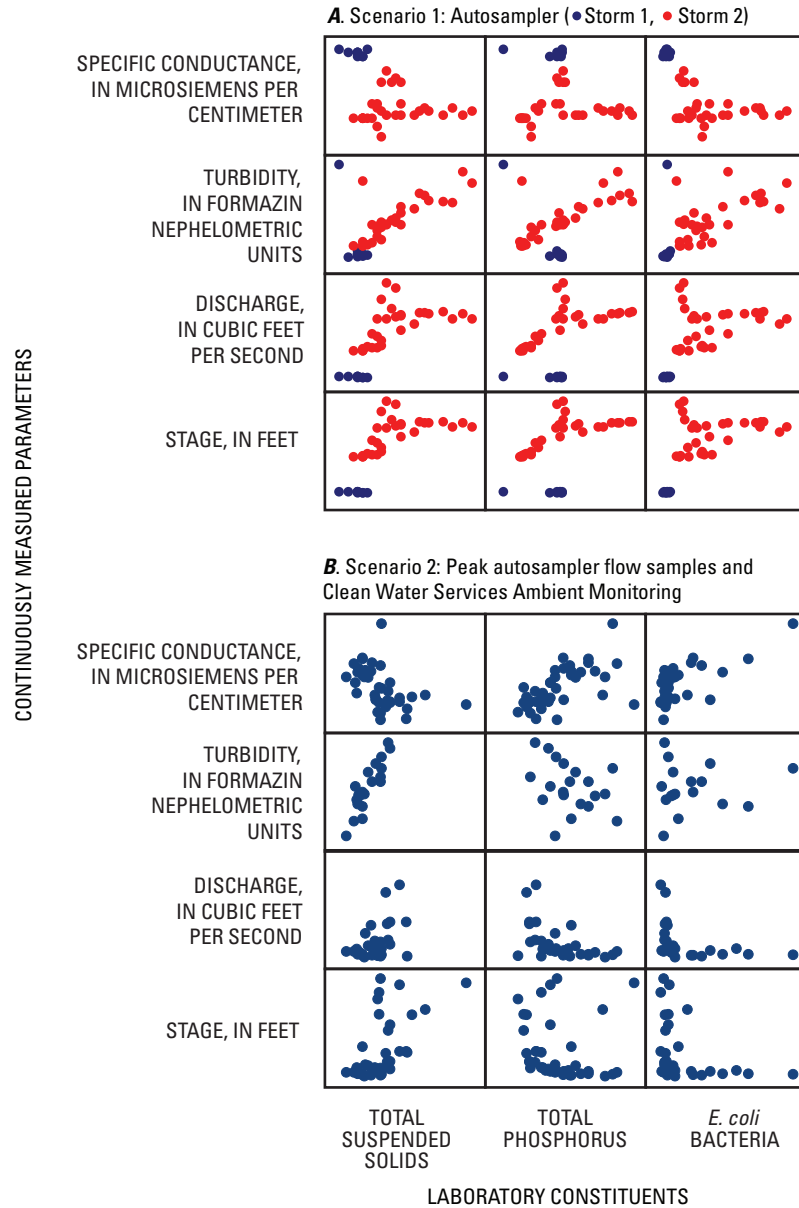 A. Scenario 1: Autosampler (● Storm 1, ● Storm 2)
SPECIFIC CONDUCTANCE,
IN MICROSIEMENS PER
CENTIMETER
TURBIDITY,
IN FORMAZIN
NEPHELOMETRIC
UNITS
DISCHARGE,
IN CUBIC FEET
PER SECOND
STAGE, IN FEET
CONTINUOUSLY MEASURED PARAMETERS
B. Scenario 2: Peak autosampler flow samples and
Clean Water Services Ambient Monitoring
SPECIFIC CONDUCTANCE,
IN MICROSIEMENS PER
CENTIMETER
TURBIDITY,
IN FORMAZIN
NEPHELOMETRIC
UNITS
DISCHARGE,
IN CUBIC FEET
PER SECOND
STAGE, IN FEET
TOTAL
SUSPENDED
SOLIDS
TOTAL
PHOSPHORUS
E. coli
BACTERIA
LABORATORY CONSTITUENTS